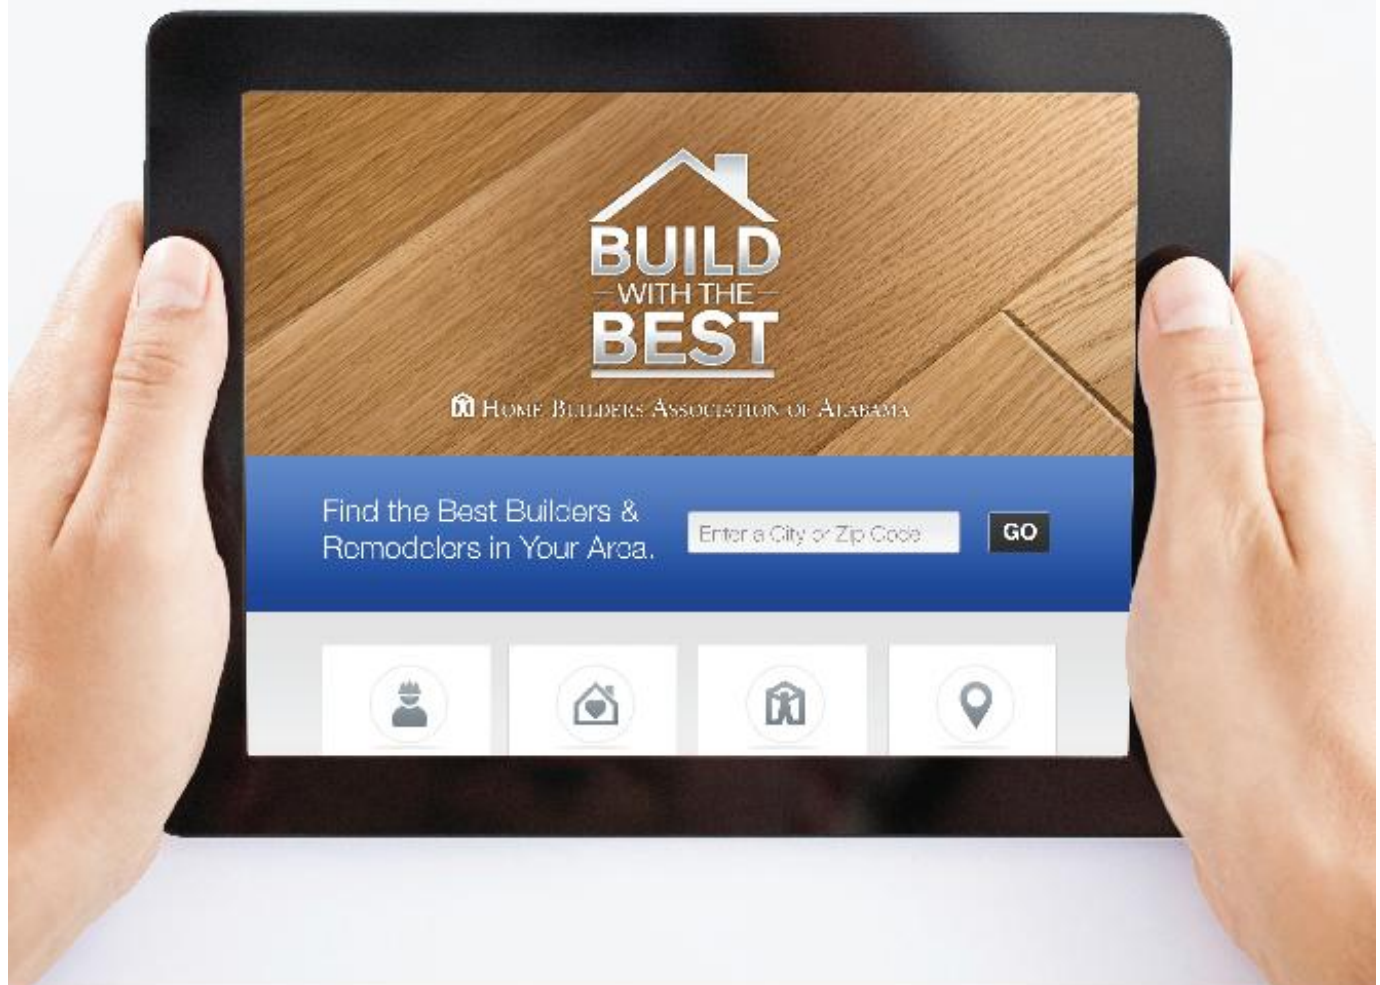 BUILD
WITH THE
BEST
HOME BUILDERS ASSOCIATION OF ALABAMA
Find the Best Builders &
Remodelers in Your Area.
Enter a City or Zip Code
GO